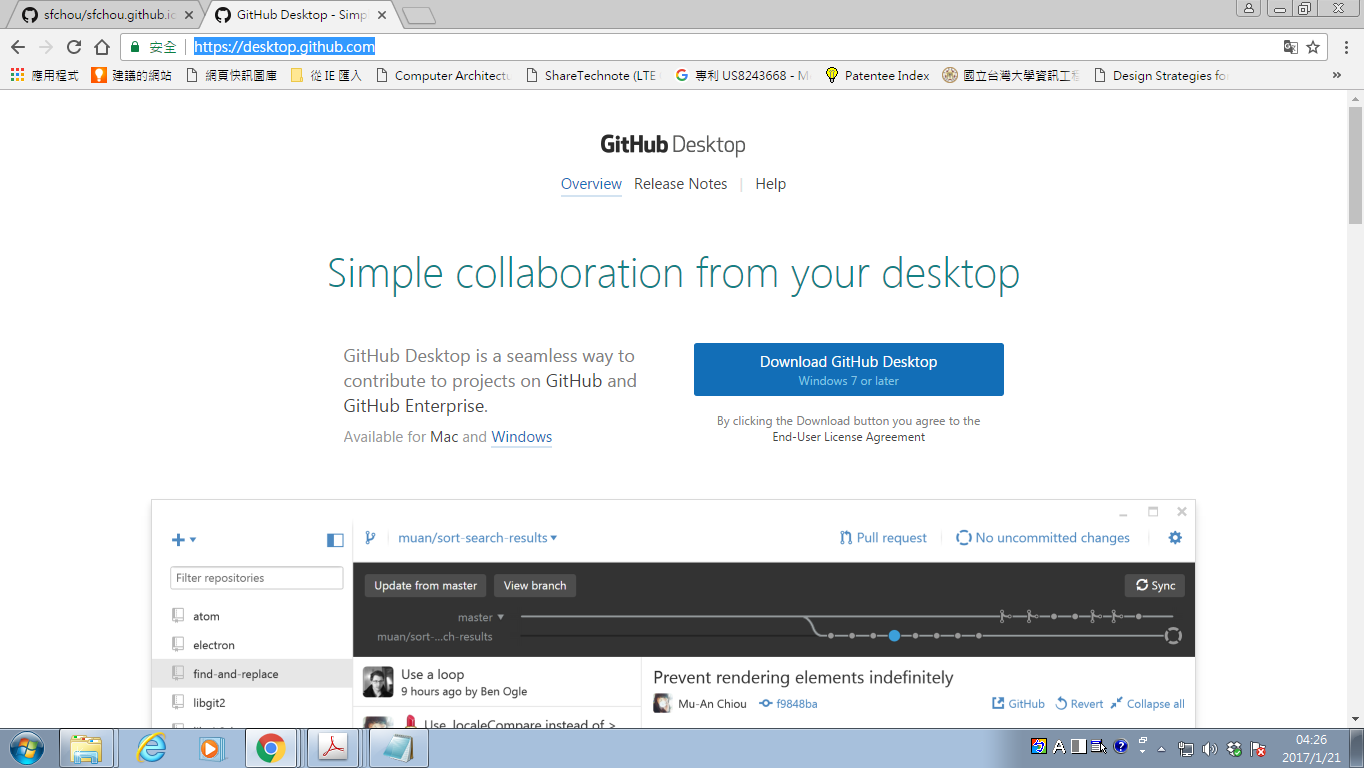 sfchou/sfchou.github.io
GitHub Desktop - Simpl
安全
https://desktop.github.com
應用程式
建議的網站
網頁快訊圖庫
從 IE 匯入
Computer Architectu
ShareTechnote (LTE
專利 US8243668 - M
Patentee Index
國立台灣大學資訊工程
Design Strategies for
»
GitHub Desktop
Overview
Release Notes
Help
Simple collaboration from your desktop
GitHub Desktop is a seamless way to
contribute to projects on GitHub and
GitHub Enterprise.
Available for Mac and Windows
Download GitHub Desktop
Windows 7 or later
By clicking the Download button you agree to the
End-User License Agreement
muan/sort-search-results
Pull request
No uncommitted changes
Filter repositories
Update from master
View branch
Sync
master
muan/sort-...ch-results
atom
electron
find-and-replace
libgit2
Use a loop
9 hours ago by Ben Ogle
Use .localeCompare instead of >
Prevent rendering elements indefinitely
Mu-An Chiou
f9848ba
GitHub
Revert
Collapse all
A
04:26
2017/1/21